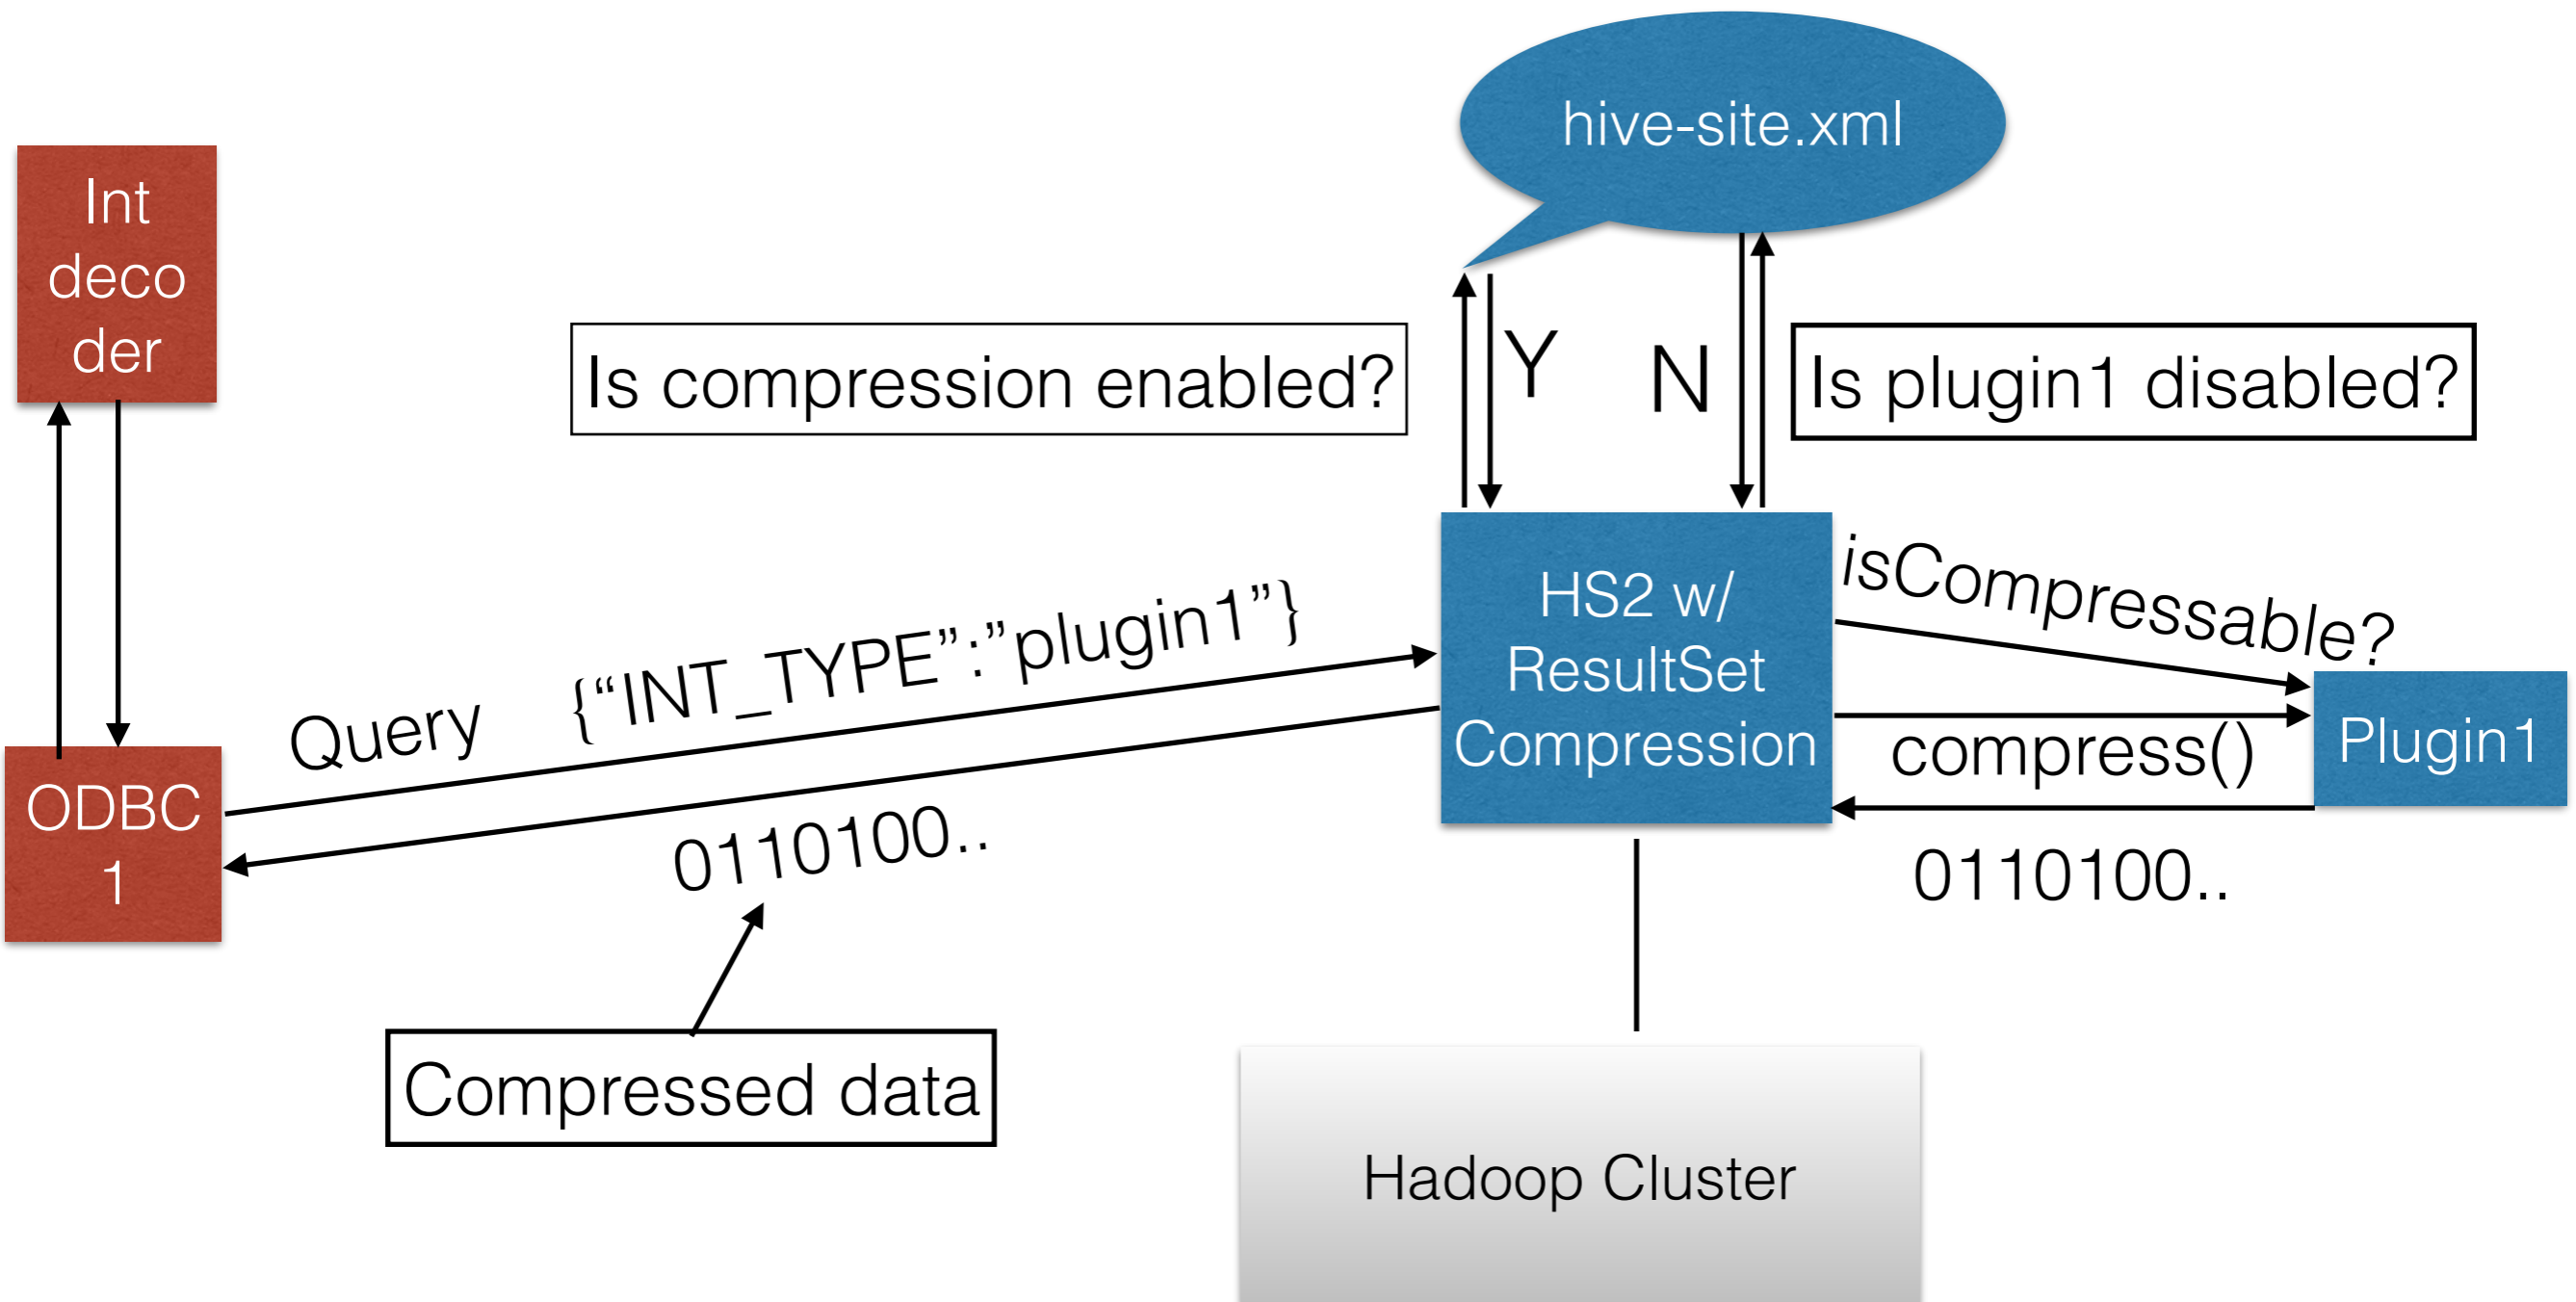 hive-site.xml
Int
deco
der
Is compression enabled?
Y
N
Is plugin1 disabled?
isCompressable?
HS2 w/
ResultSet
Compression
Query {“INT_TYPE”:”plugin1”}
compress()
Plugin1
ODBC
1
0110100..
0110100..
Compressed data
Hadoop Cluster